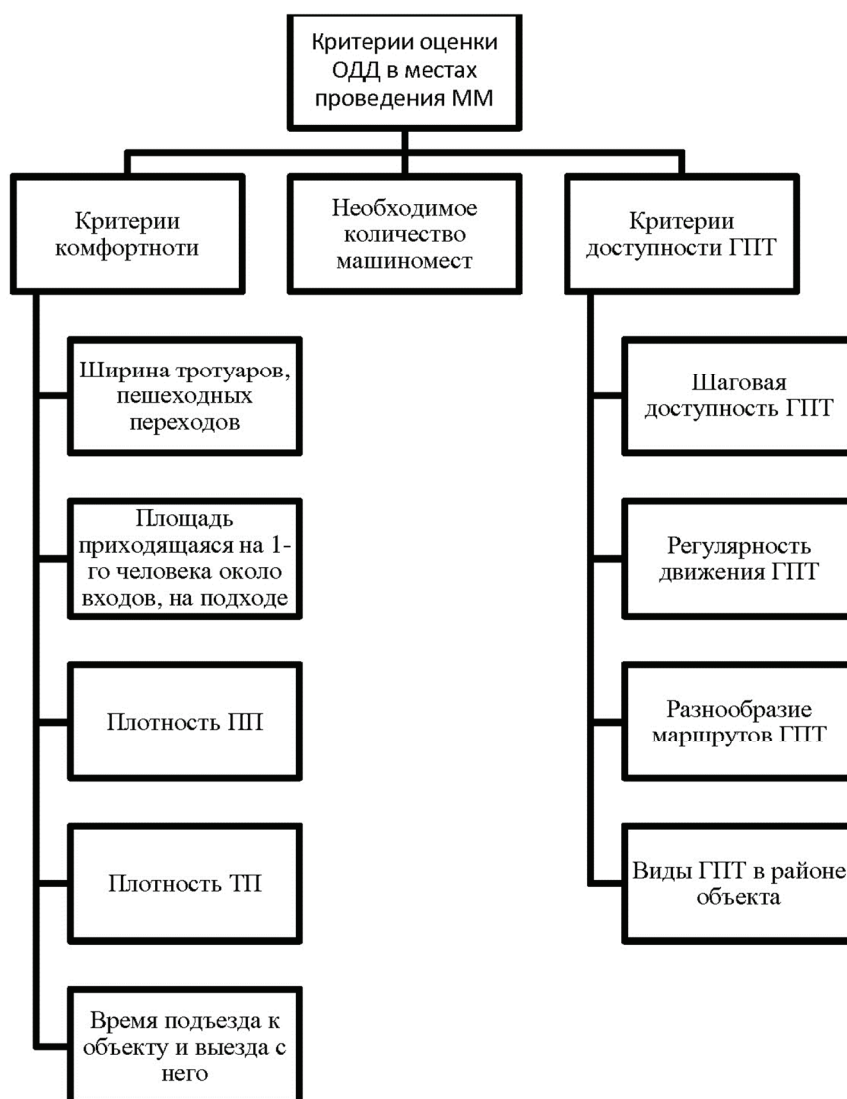 Критерии оценки
ОДД в местах
проведения ММ
Критерии
комфортноти
Необходимое
количество
машиномест
Критерии
доступности ГПТ
Ширина тротуаров,
пешеходных
переходов
Площадь
приходящаяся на 1-
го человека около
входов, на подходе
Плотность ПП
Плотность ТП
Время подъезда к
объекту и выезда с
него
Шаговая
доступность ГПТ
Регулярность
движения ГПТ
Разнообразие
маршрутов ГПТ
Виды ГПТ в районе
объекта